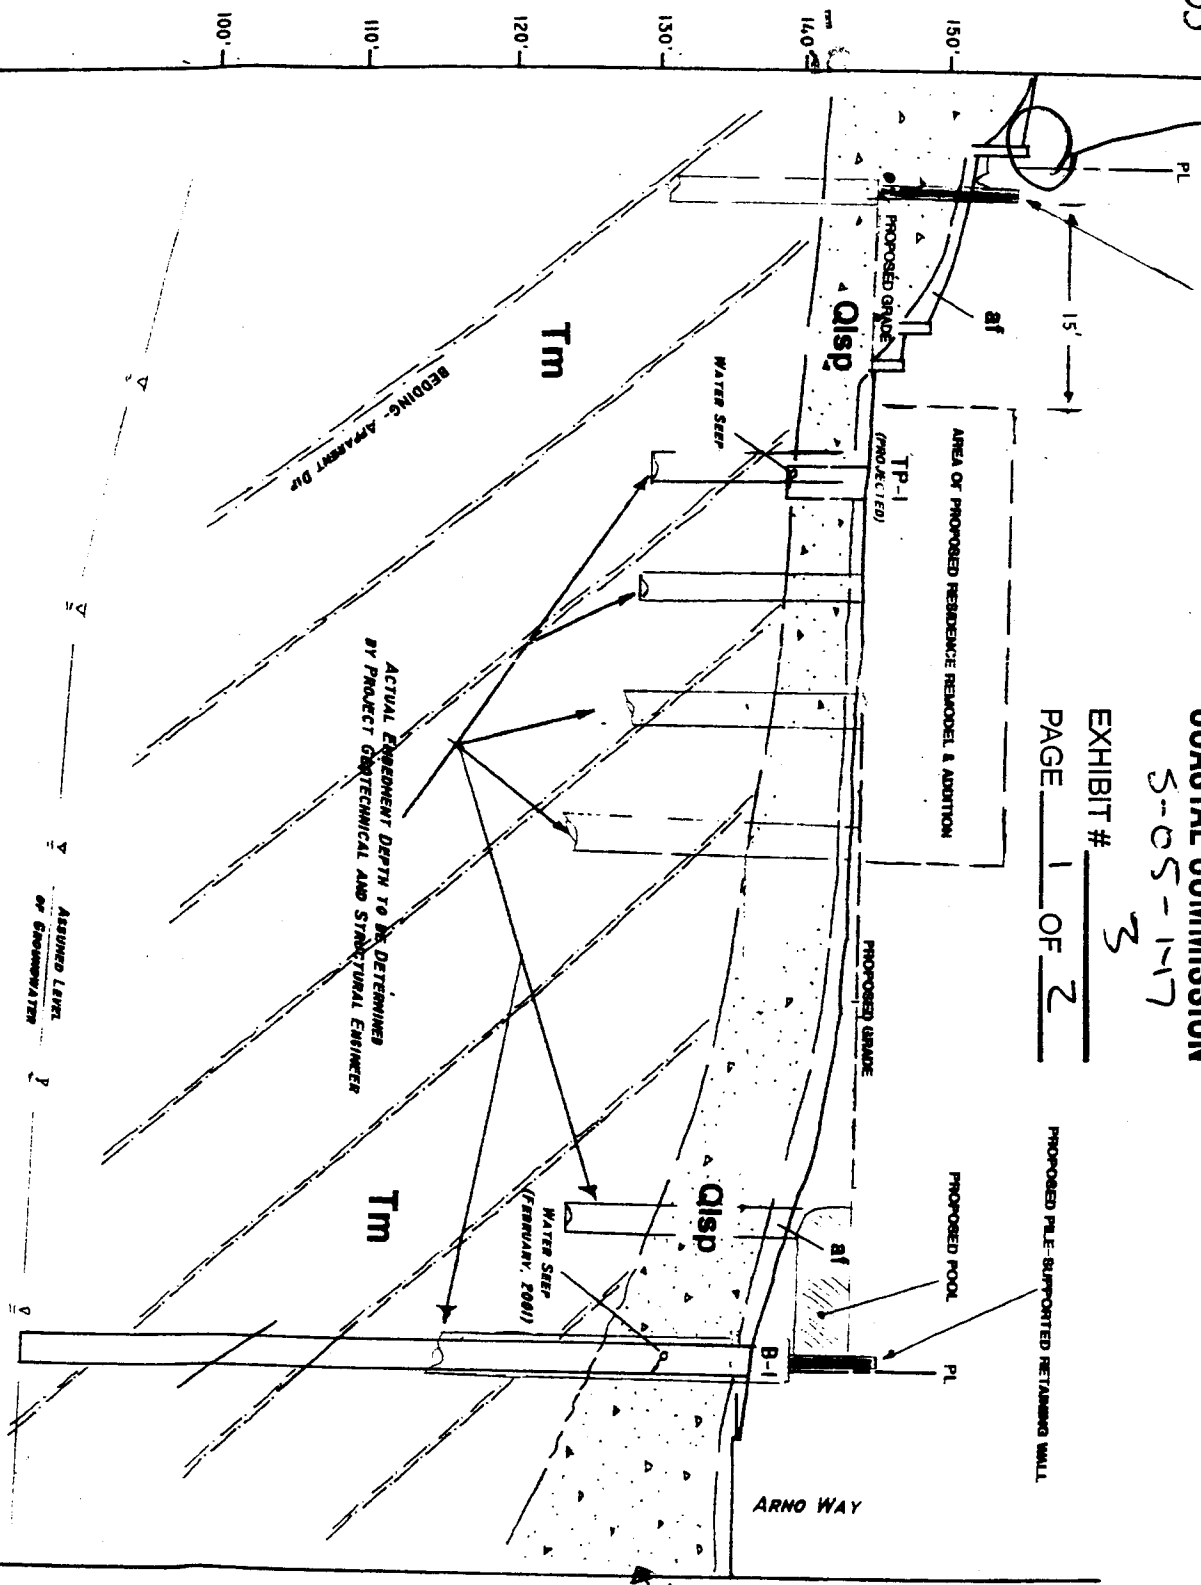 COASTAL COMMISSION
5-05-147
EXHIBIT # 3
PAGE 1 OF 2
PROPOSED PILE-SUPPORTED RETAINING WALL
PROPOSED POOL
PL
PL
15'
AREA OF PROPOSED RESIDENCE REMODEL & ADDITION
PROPOSED GRADE
PROPOSED GRADE
af
af
TP-1
(PROJECTED)
B-1
ARNO WAY
Qlsp
Qlsp
WATER SEEP
WATER SEEP
(FEBRUARY, 2001)
Tm
Tm
BEDDING - APPARENT DIP
ACTUAL EMBEDMENT DEPTH TO BE DETERMINED
BY PROJECT GEOTECHNICAL AND STRUCTURAL ENGINEER
ASSUMED LEVEL
OF GROUNDWATER
150'
140'
130'
120'
110'
100'